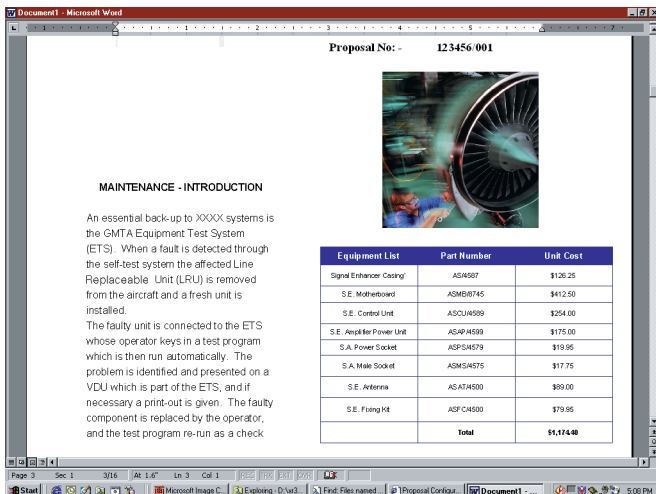 Document1 - Microsoft Word
Proposal No: - 123456/001
MAINTENANCE - INTRODUCTION
An essential back-up to XXXX systems is
the GMTA Equipment Test System
(ETS). When a fault is detected through
the self-test system the affected Line
Replaceable Unit (LRU) is removed
from the aircraft and a fresh unit is
installed.
The faulty unit is connected to the ETS
whose operator keys in a test program
which is then run automatically. The
problem is identified and presented on a
VDU which is part of the ETS, and if
necessary a print-out is given. The faulty
component is replaced by the operator,
and the test program re-run as a check
Equipment List Part Number Unit Cost
Signal Enhancer Casing' AS/4587 $126.25
S.E. Motherboard ASMB/8745 $412.50
S.E. Control Unit ASCU/4589 $254.00
S.E. Amplifier Power Unit ASAP/4599 $175.00
S.A. Power Socket ASPS/4579 $19.95
S.A. Male Socket ASMS/4575 $17.75
S.E. Antenna ASAT/4500 $89.00
S.E. Fixing Kit ASFC/4500 $79.95
Total $1,174.40
Page 3 Sec 1 3/16 At 1.6" Ln 3 Col 1 REC TRK EXT OVR
Start Microsoft Image C... Exploring - D:\ Find: Files named... Proposal Configur... Document1 - ... 5:08 PM